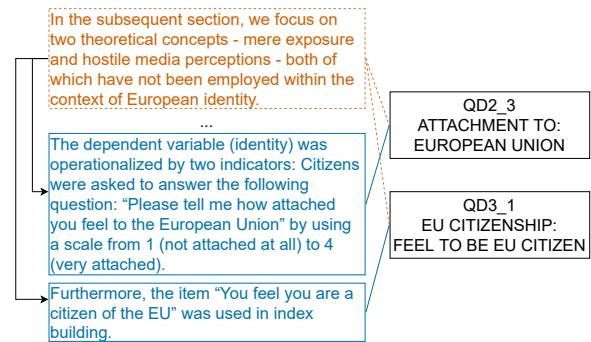 In the subsequent section, we focus on
two theoretical concepts - mere exposure
and hostile media perceptions - both of
which have not been employed within the
context of European identity.
...
The dependent variable (identity) was
operationalized by two indicators: Citizens
were asked to answer the following
question: “Please tell me how attached
you feel to the European Union” by using
a scale from 1 (not attached at all) to 4
(very attached).
Furthermore, the item “You feel you are a
citizen of the EU” was used in index
building.
QD2_3
ATTACHMENT TO:
EUROPEAN UNION
QD3_1
EU CITIZENSHIP:
FEEL TO BE EU CITIZEN